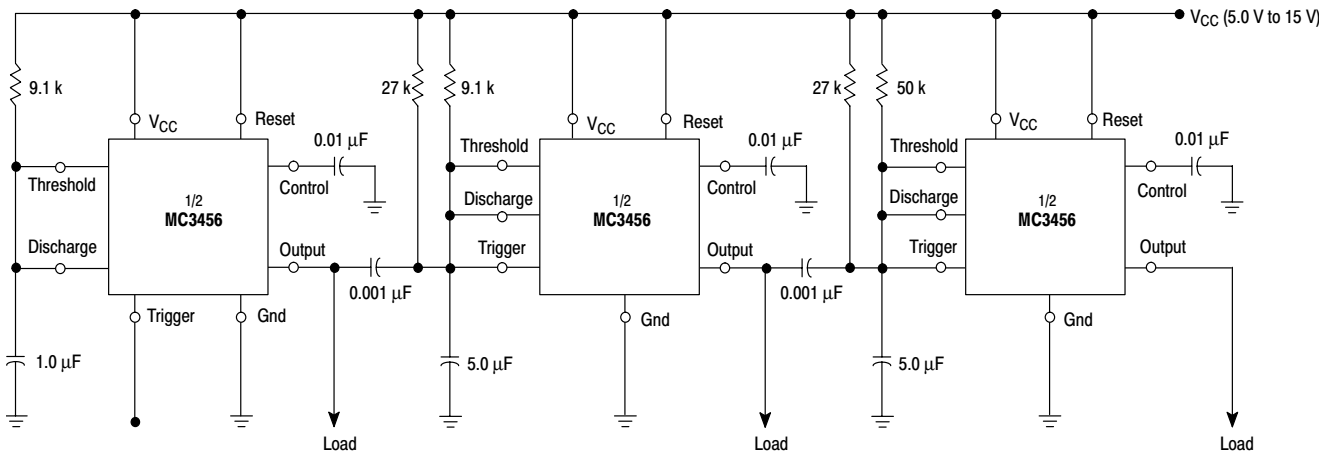 VCC (5.0 V to 15 V)
9.1 k
27 k
9.1 k
27 k
50 k
VCC
Reset
0.01 μF
Threshold
Control
1/2
MC3456
Discharge
Output
0.001 μF
Trigger
Gnd
1.0 μF
Load
VCC
Reset
0.01 μF
Threshold
Control
Discharge
1/2
MC3456
Trigger
Output
0.001 μF
Gnd
5.0 μF
Load
VCC
Reset
0.01 μF
Threshold
Control
Discharge
1/2
MC3456
Trigger
Output
Gnd
5.0 μF
Load